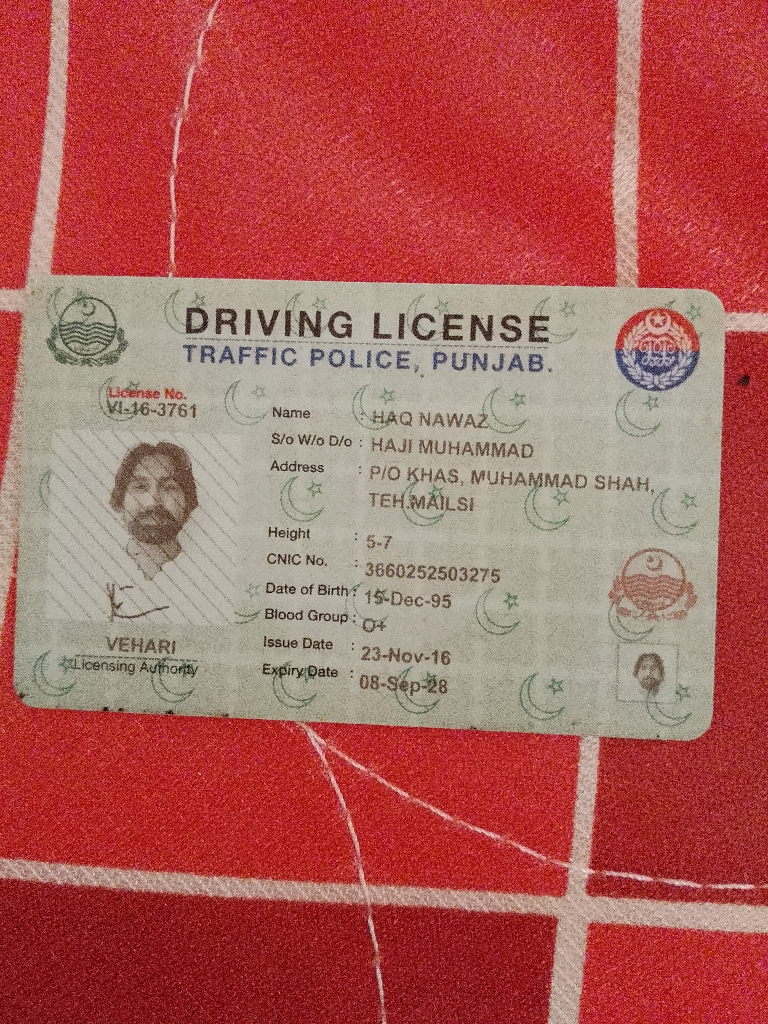 DRIVING LICENSE
TRAFFIC POLICE, PUNJAB.
License No.
VI-16-3761
Name : HAQ NAWAZ
S/o W/o D/o : HAJI MUHAMMAD
Address : P/O KHAS, MUHAMMAD SHAH,
TEH.MAILSI
Height : 5-7
CNIC No. : 3660252503275
Date of Birth : 15-Dec-95
Blood Group : O+
Issue Date : 23-Nov-16
Expiry Date : 08-Sep-28
VEHARI
Licensing Authority